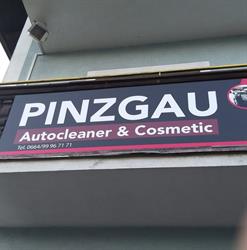 PINZGAU
Autocleaner & Cosmetic
Tel. 0664/99 96 71 71